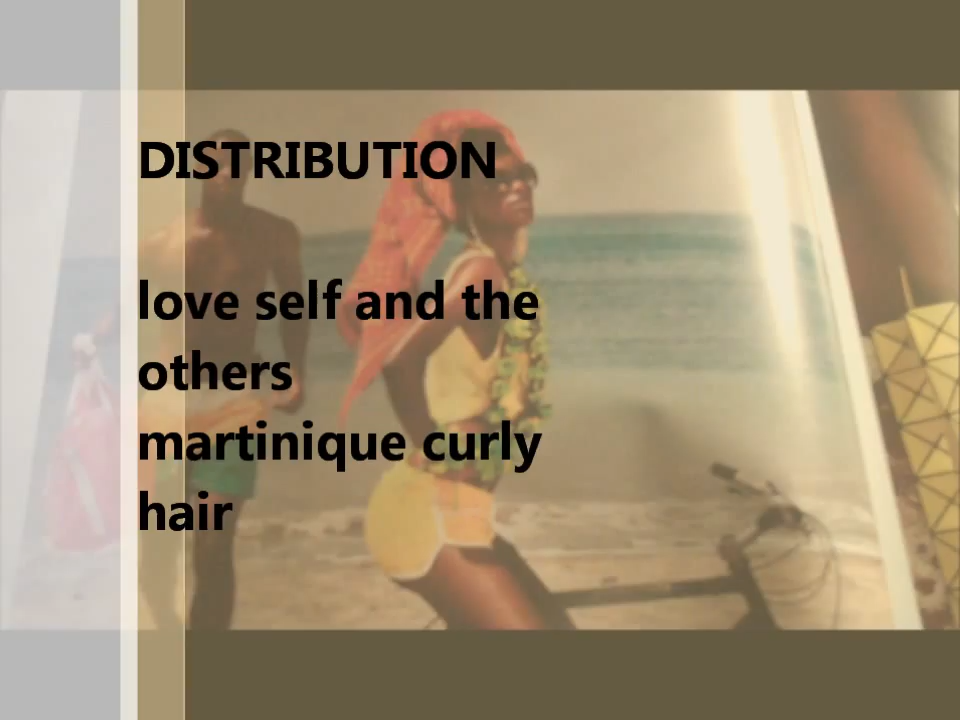 DISTRIBUTION
love self and the
others
martinique curly
hair